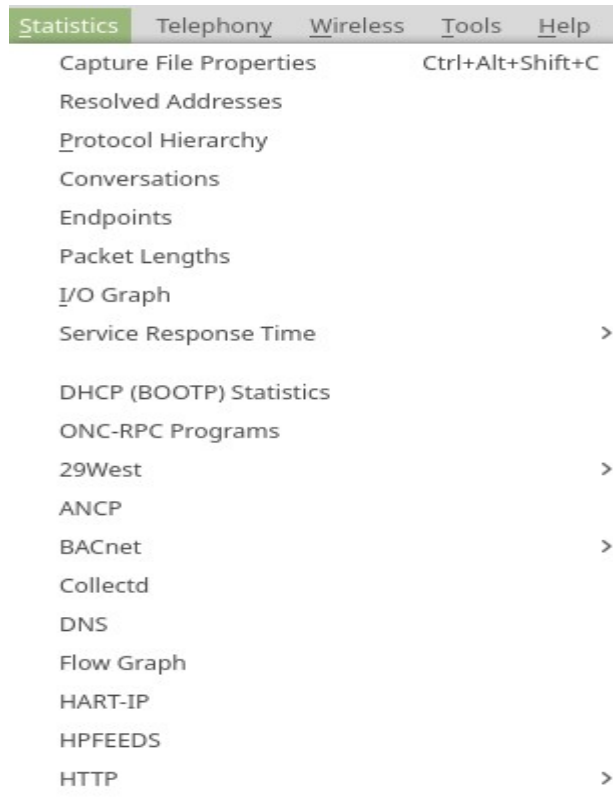 Statistics Telephony Wireless Tools Help
Capture File Properties Ctrl+Alt+Shift+C
Resolved Addresses
Protocol Hierarchy
Conversations
Endpoints
Packet Lengths
I/O Graph
Service Response Time >
DHCP (BOOTP) Statistics
ONC-RPC Programs
29West >
ANCP
BACnet >
Collectd
DNS
Flow Graph
HART-IP
HPFEEDS
HTTP >